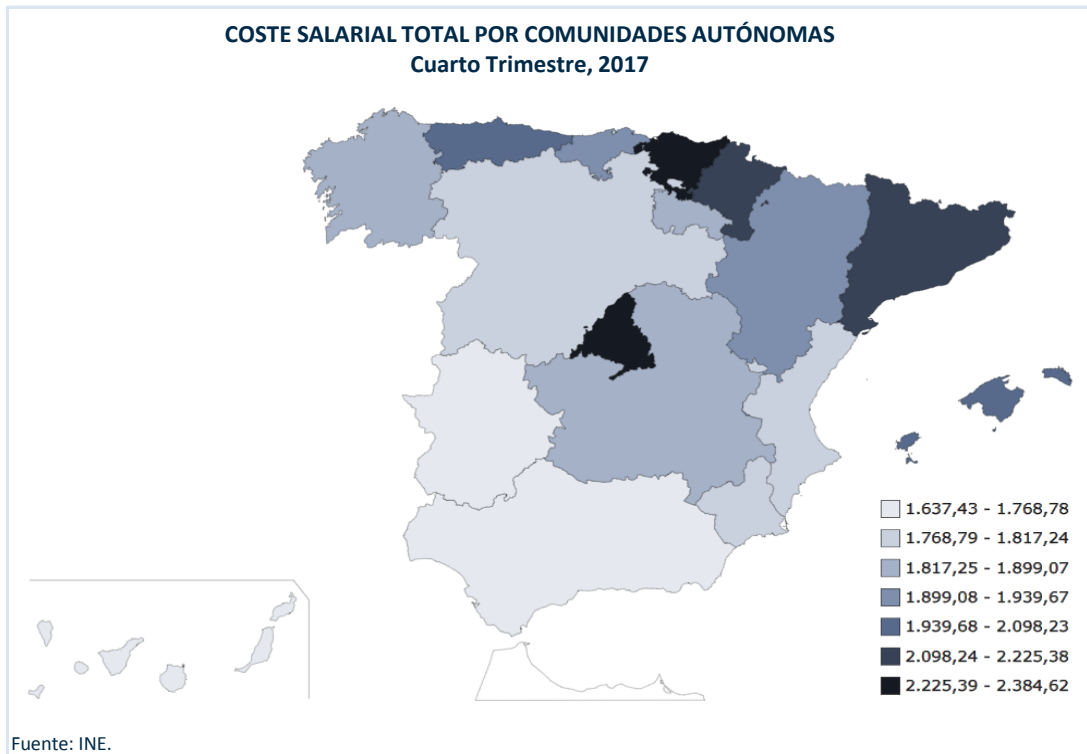 COSTE SALARIAL TOTAL POR COMUNIDADES AUTÓNOMAS
Cuarto Trimestre, 2017
1.637,43 - 1.768,78
1.768,79 - 1.817,24
1.817,25 - 1.899,07
1.899,08 - 1.939,67
1.939,68 - 2.098,23
2.098,24 - 2.225,38
2.225,39 - 2.384,62
Fuente: INE.